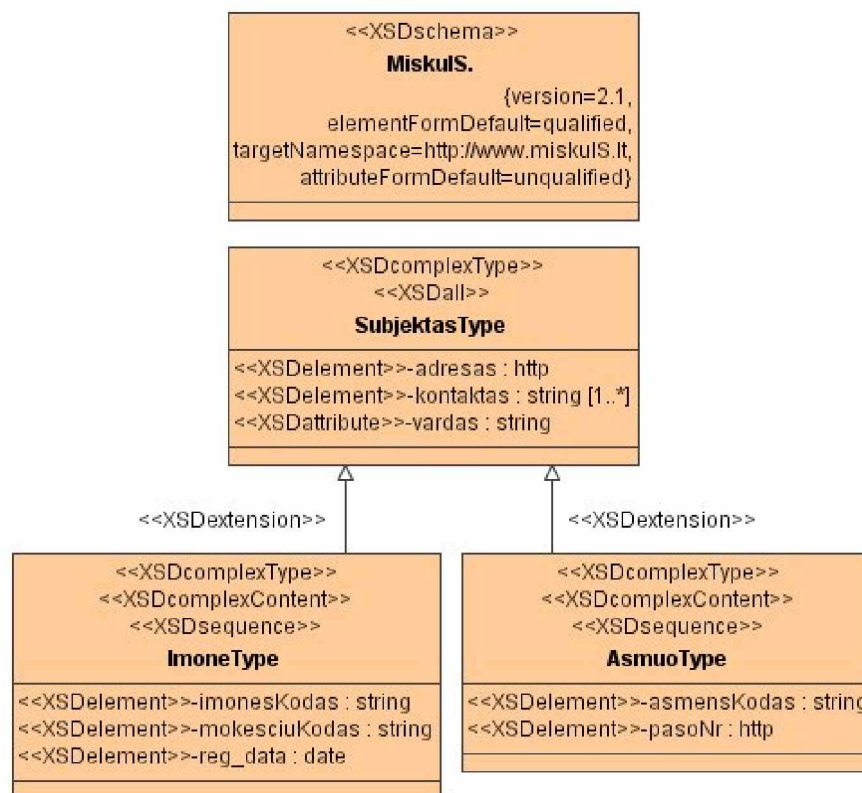 <<XSDschema>>
MiskuIS.
{version=2.1,
elementFormDefault=qualified,
targetNamespace=http://www.miskuIS.lt,
attributeFormDefault=unqualified}
<<XSDcomplexType>>
<<XSDall>>
SubjektasType
<<XSDelement>>-adresas : http
<<XSDelement>>-kontaktas : string [1..*]
<<XSDattribute>>-vardas : string
<<XSDextension>>
<<XSDextension>>
<<XSDcomplexType>>
<<XSDcomplexContent>>
<<XSDsequence>>
ImoneType
<<XSDelement>>-imonesKodas : string
<<XSDelement>>-mokesciuKodas : string
<<XSDelement>>-reg_data : date
<<XSDcomplexType>>
<<XSDcomplexContent>>
<<XSDsequence>>
AsmuoType
<<XSDelement>>-asmensKodas : string
<<XSDelement>>-pasoNr : http